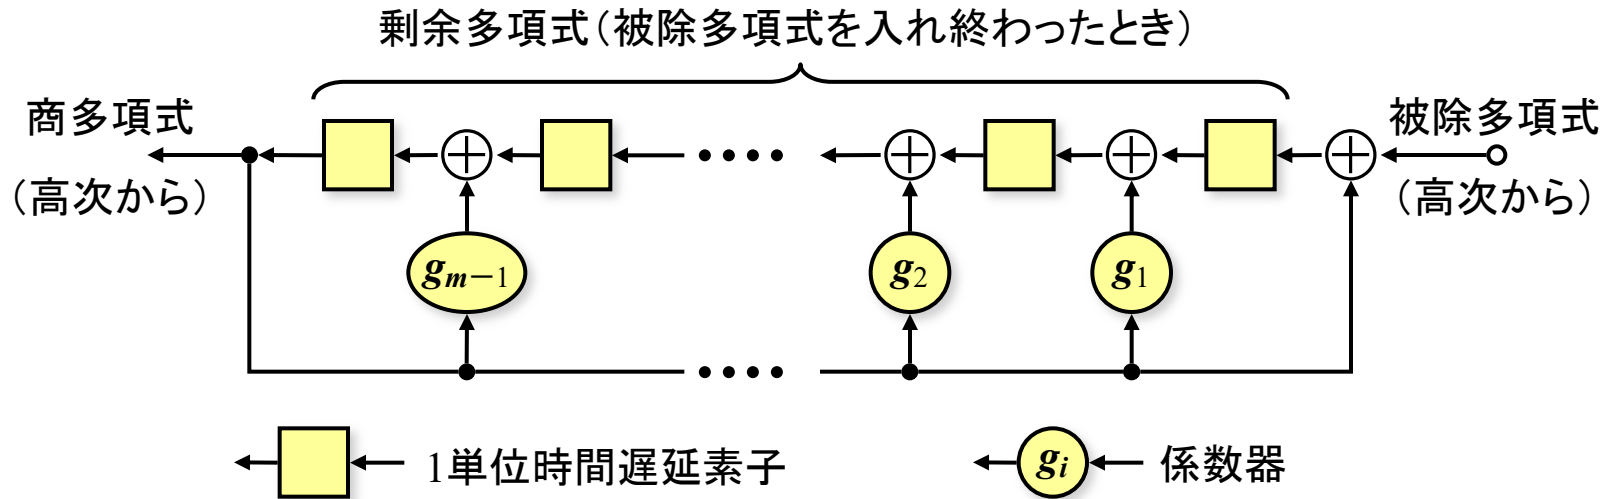 剰余多項式（被除多項式を入れ終わったとき）
商多項式
（高次から）
被除多項式
（高次から）
gm−1
g2
g1
1単位時間遅延素子
gi
係数器